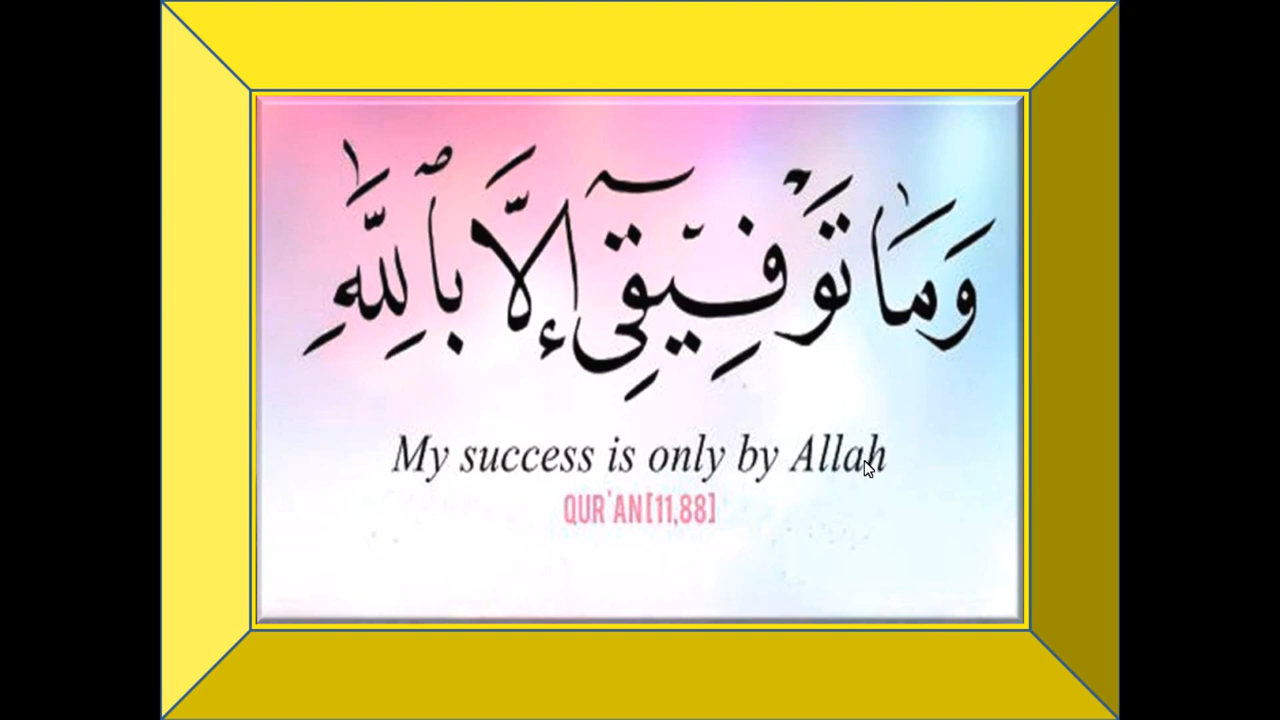 وَمَا تَوْفِيقِىٓ إِلَّا بِٱللَّهِ
My success is only by Allah
QUR'AN[11,88]